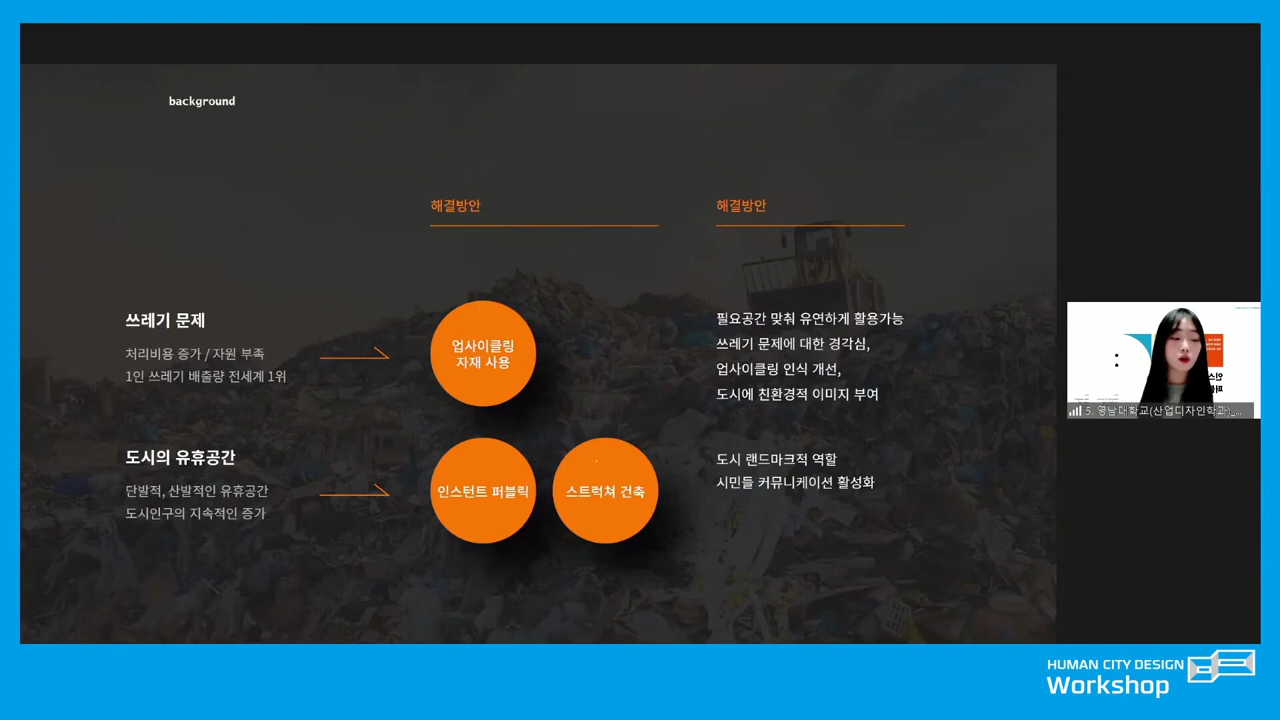 background
해결방안
해결방안
쓰레기 문제
처리비용 증가 / 자원 부족
1인 쓰레기 배출량 전세계 1위
업사이클링
자재 사용
필요공간 맞춰 유연하게 활용가능
쓰레기 문제에 대한 경각심,
업사이클링 인식 개선,
도시에 친환경적 이미지 부여
도시의 유휴공간
단발적, 산발적인 유휴공간
도시인구의 지속적인 증가
인스턴트 퍼블릭
스트럭쳐 건축
도시 랜드마크적 역할
시민들 커뮤니케이션 활성화
5. 영남대학교(산업디자인학과)_...
HUMAN CITY DESIGN
Workshop